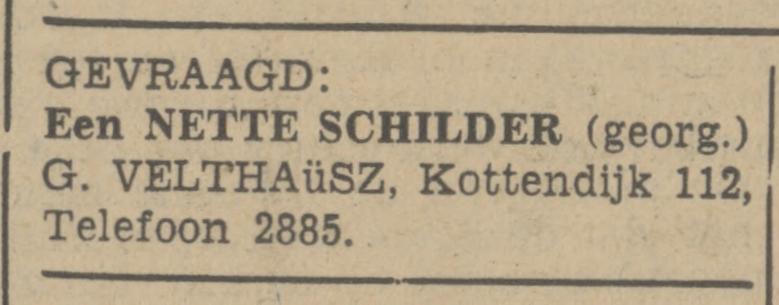 GEVRAAGD:
Een NETTE SCHILDER (georg.)
G. VELTHAüSZ, Kottendijk 112,
Telefoon 2885.